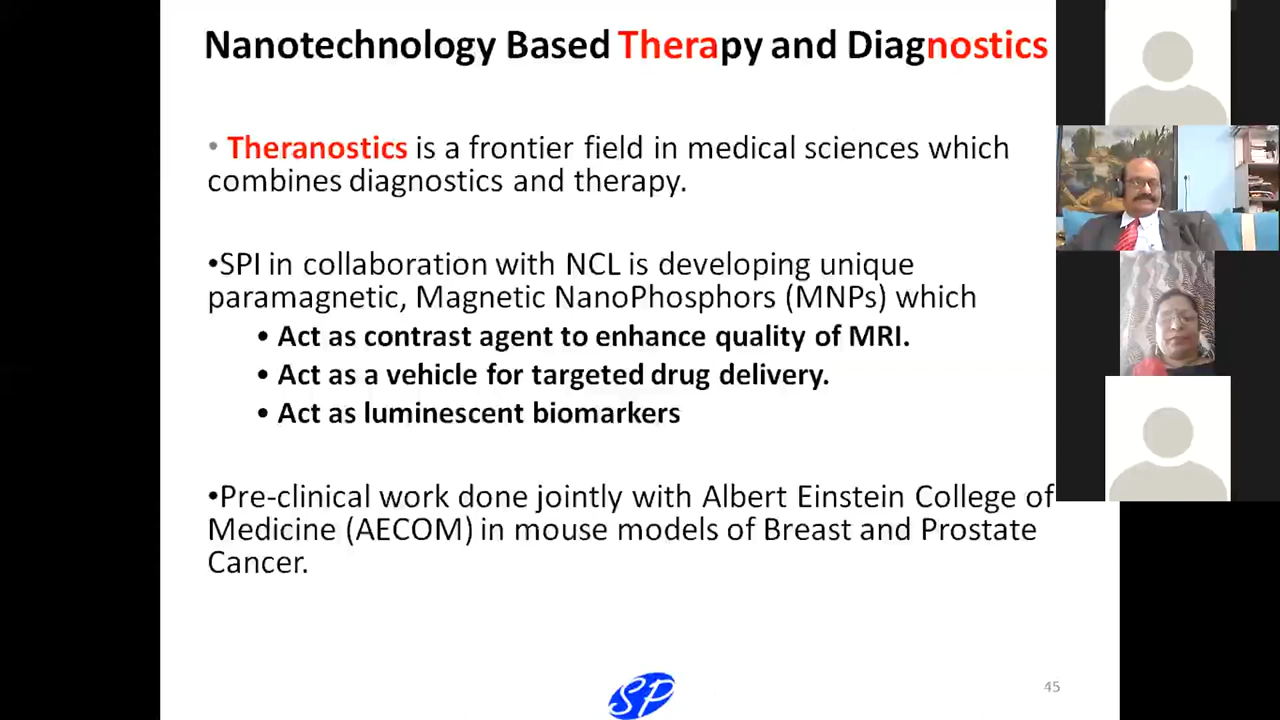 Nanotechnology Based Therapy and Diagnostics
• Theranostics is a frontier field in medical sciences which
combines diagnostics and therapy.
•SPI in collaboration with NCL is developing unique
paramagnetic, Magnetic NanoPhosphors (MNPs) which
• Act as contrast agent to enhance quality of MRI.
• Act as a vehicle for targeted drug delivery.
• Act as luminescent biomarkers
•Pre-clinical work done jointly with Albert Einstein College of
Medicine (AECOM) in mouse models of Breast and Prostate
Cancer.
SP
45